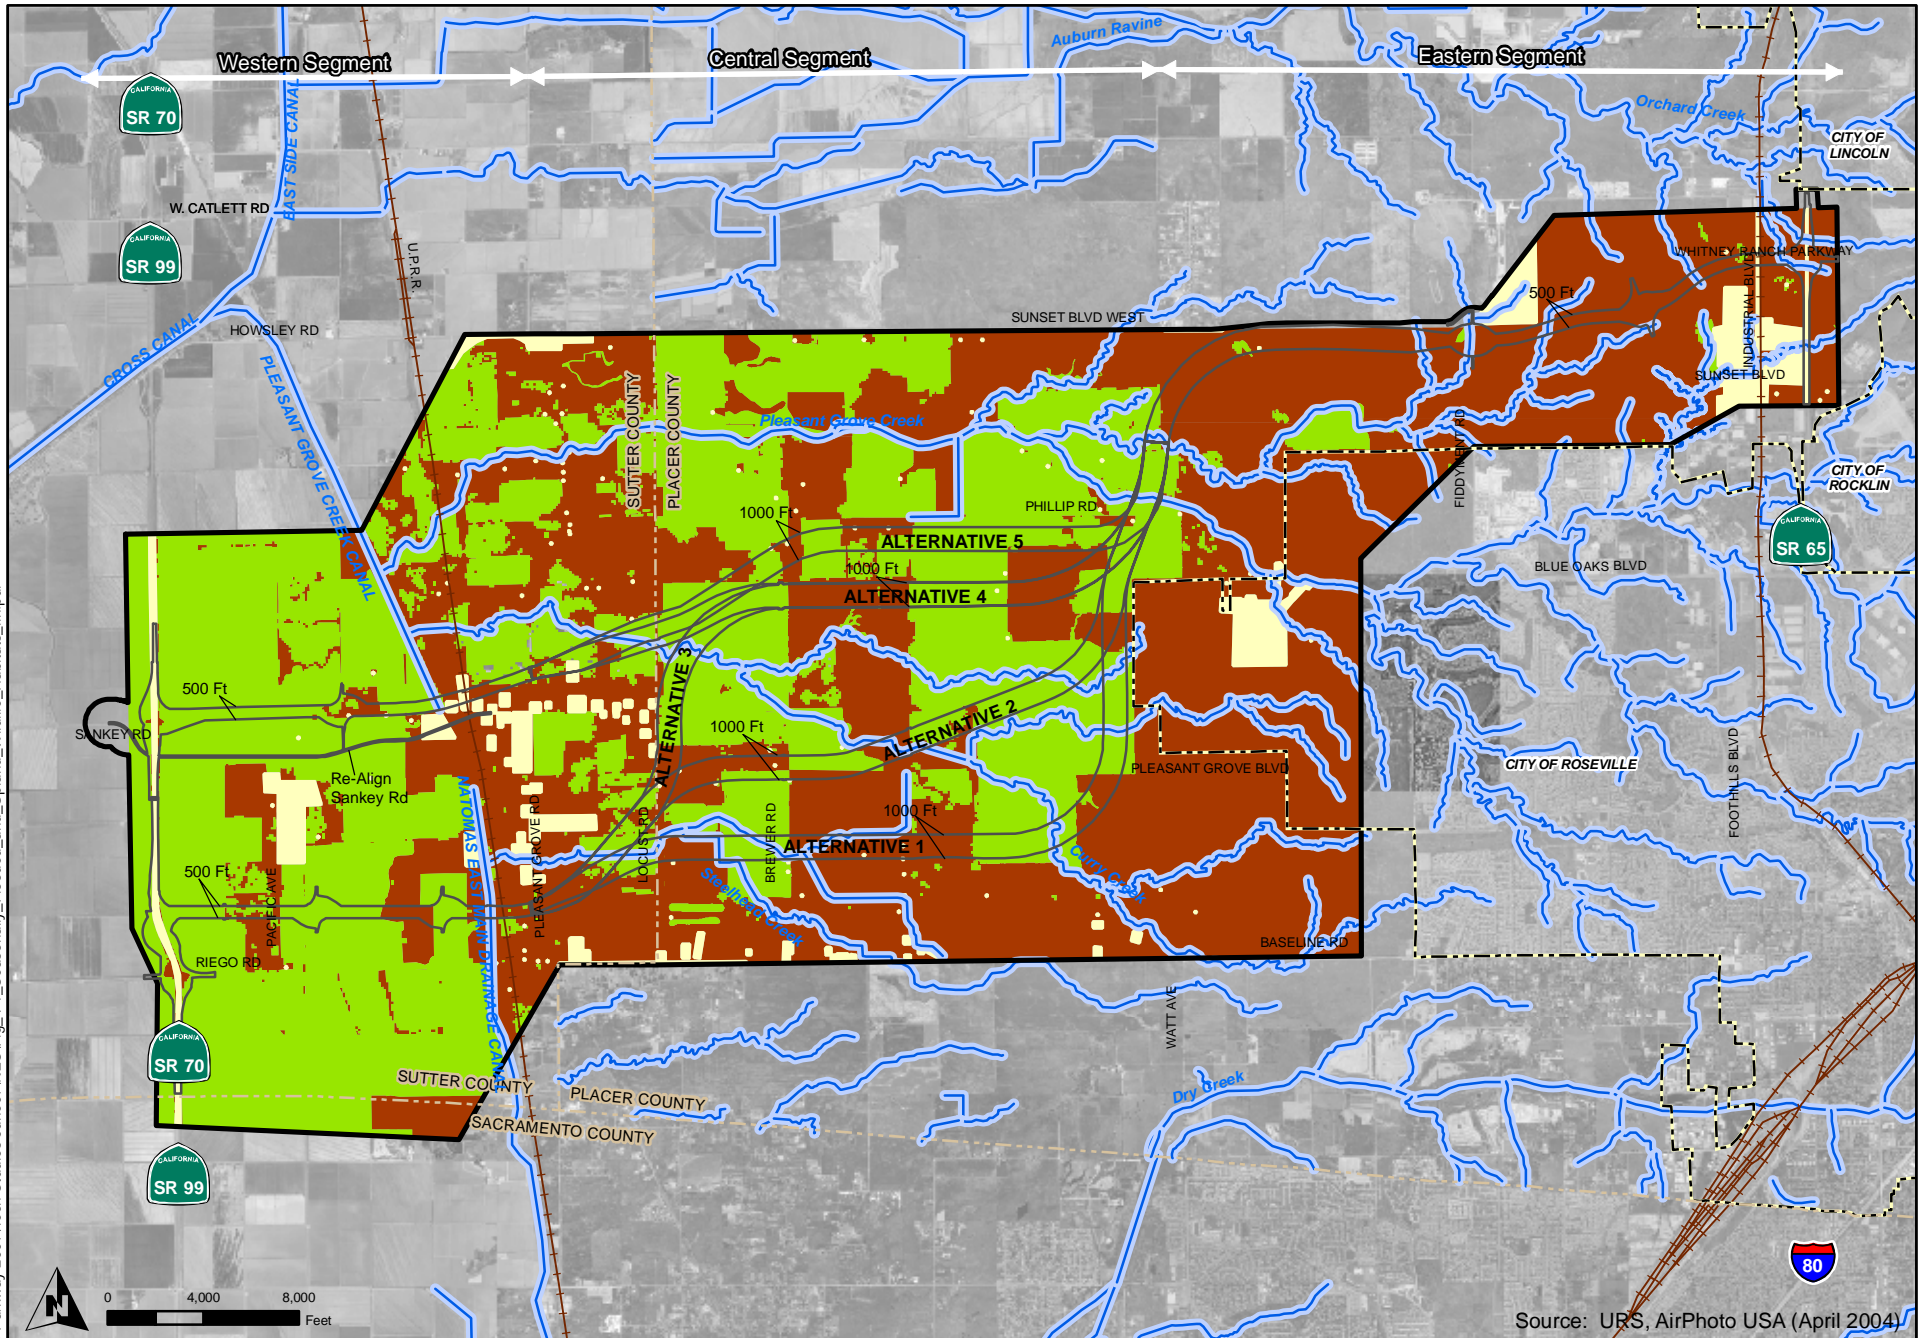 Western Segment
Central Segment
Eastern Segment
Auburn Ravine
Orchard Creek
CITY OF
LINCOLN
CALIFORNIA
SR 70
EAST SIDE CANAL
W. CATLETT RD
CALIFORNIA
SR 99
U.P.R.R.
WHITNEY RANCH PARKWAY
500 Ft
INDUSTRIAL BLVD
SUNSET BLVD WEST
HOWSLEY RD
CROSS CANAL
PLEASANT GROVE CREEK CANAL
SUNSET BLVD
SUTTER COUNTY
PLACER COUNTY
Pleasant Grove Creek
FIDDYMENT RD
CITY OF
ROCKLIN
CALIFORNIA
SR 65
1000 Ft
PHILLIP RD
ALTERNATIVE 5
1000 Ft
ALTERNATIVE 4
BLUE OAKS BLVD
ALTERNATIVE 3
500 Ft
SANKEY RD
1000 Ft
ALTERNATIVE 2
Re-Align
Sankey Rd
PLEASANT GROVE BLVD
CITY OF ROSEVILLE
FOOTHILLS BLVD
NATOMAS EAST MAIN DRAINAGE CANAL
PLEASANT GROVE RD
LOCUST RD
BREWER RD
1000 Ft
ALTERNATIVE 1
500 Ft
PACIFIC AVE
Steelhead Creek
Curry Creek
RIEGO RD
BASELINE RD
WATT AVE
CALIFORNIA
SR 70
SUTTER COUNTY
PLACER COUNTY
SACRAMENTO COUNTY
Dry Creek
CALIFORNIA
SR 99
80
N
0 4,000 8,000
Feet
Source: URS, AirPhoto USA (April 2004)